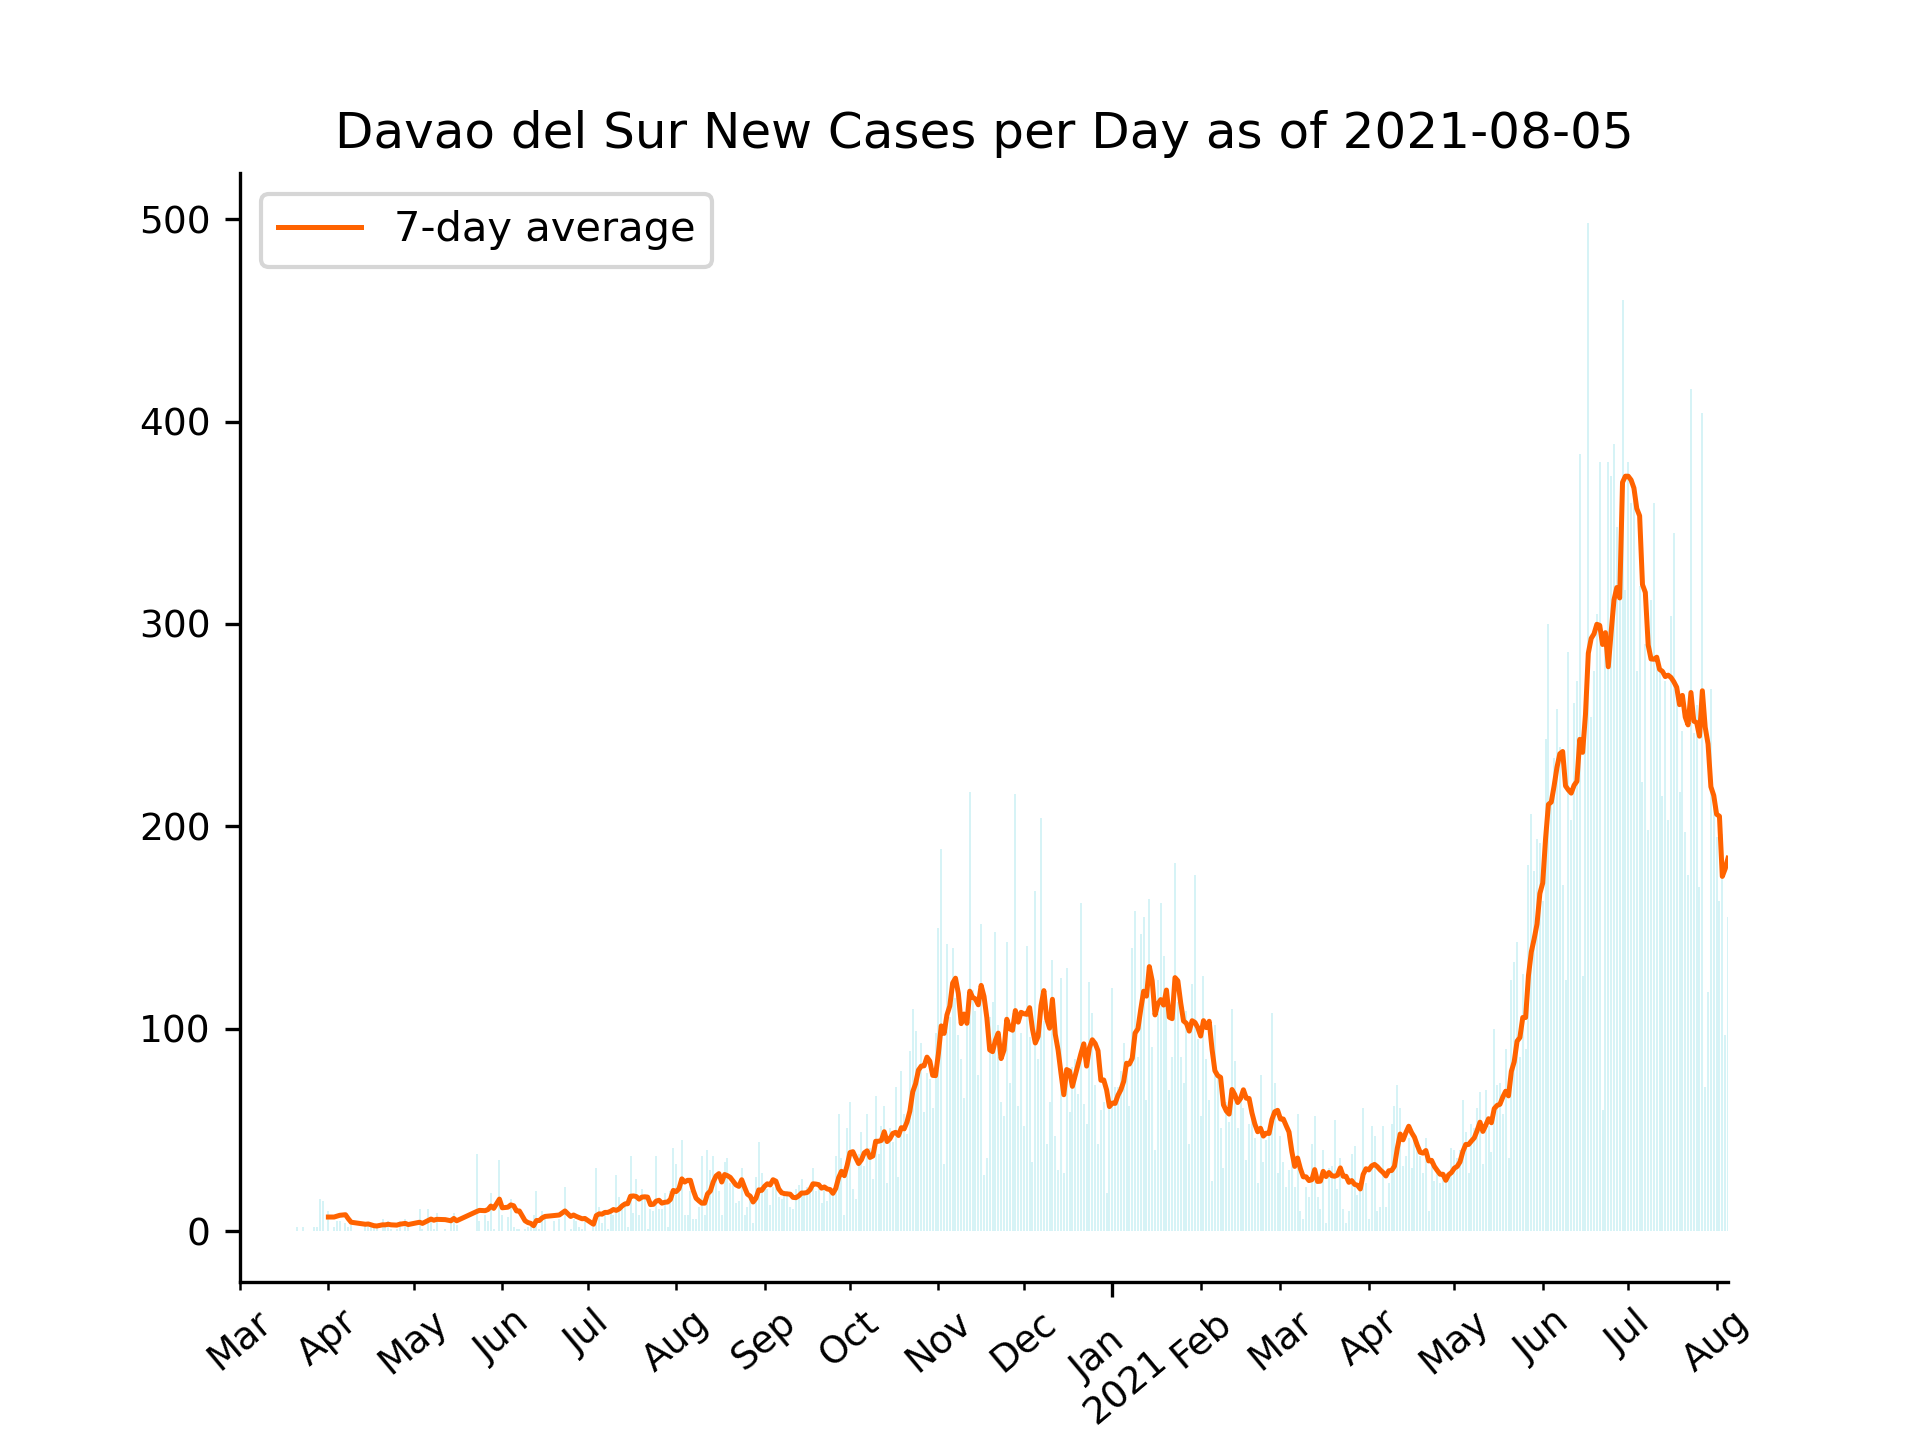 Davao del Sur New Cases per Day as of 2021-08-05
7-day average
500
400
300
200
100
0
Mar Apr May Jun Jul Aug Sep Oct Nov Dec Jan Feb Mar Apr May Jun Jul Aug
2021